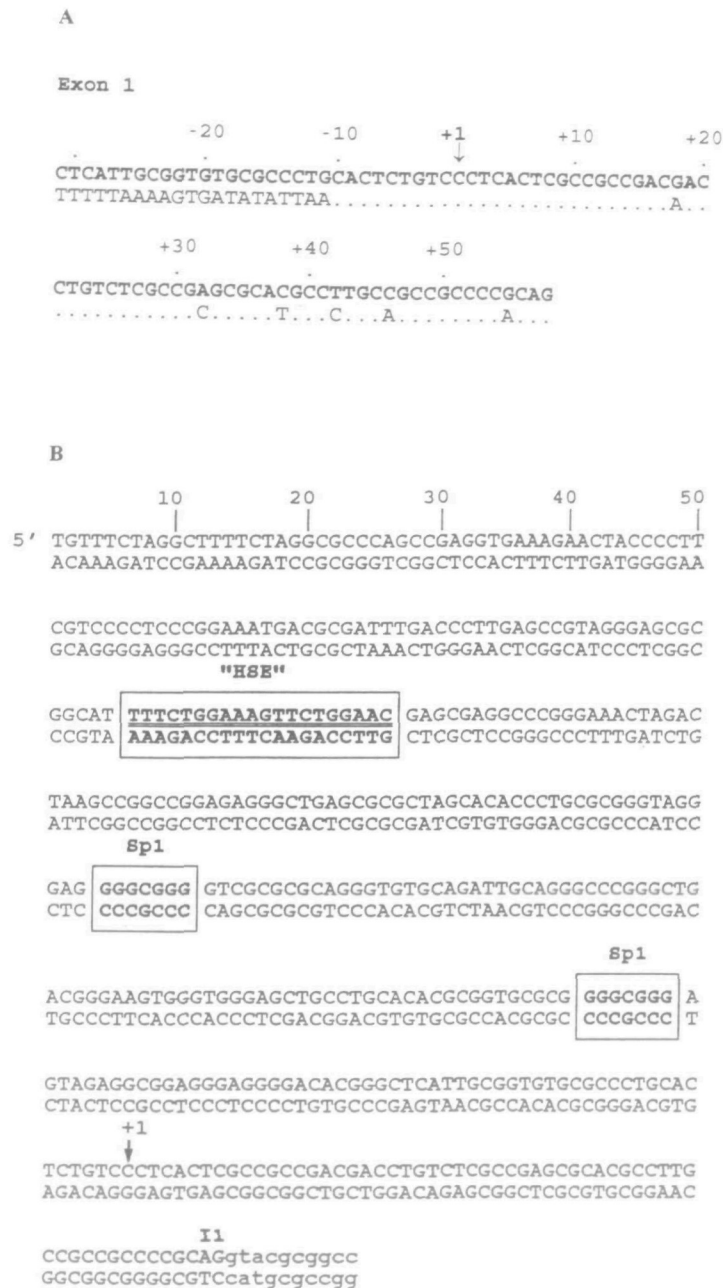 A
Exon 1
-20 -10 +1 +10 +20
CTCATTGCGGTGTGCGCCCTGCACTCTGTCCCTCACTCGCCGCCGACGAC
TTTTTAAAAGTGATATATTAA..........................A..
+30 +40 +50
CTGTCTCGCCGAGCGCACGCCTTGCCGCCGCCCCGCAG
...........C.....T...C...A........A...
B
10 20 30 40 50
5' TGTTTCTAGGCTTTTCTAGGCGCCCAGCCGAGGTGAAAGAACTACCCCTT
ACAAAGATCCGAAAAGATCCGCGGGTCGGCTCCACTTTCTTGATGGGGAA
CGTCCCCTCCCGGAAATGACGCGATTTGACCCTTGAGCCGTAGGGAGCGC
GCAGGGGAGGGCCTTTACTGCGCTAAACTGGGAACTCGGCATCCCTCGGC
"HSE"
GGCAT TTTCTGGAAAGTTCTGGAAC GAGCGAGGCCCGGGAAACTAGAC
CCGTA AAAGACCTTTCAAGACCTTG CTCGCTCCGGGCCCTTTGATCTG
TAAGCCGGCCGGAGAGGGCTGAGCGCGCTAGCACACCCTGCGCGGGTAGG
ATTCGGCCGGCCTCTCCCGACTCGCGCGATCGTGTGGGACGCGCCCATCC
Sp1
GAG GGGCGGG GTCGCGCGCAGGGTGTGCAGATTGCAGGGCCCGGGCTG
CTC CCCGCCC CAGCGCGCGTCCCACACGTCTAACGTCCCGGGCCCGAC
Sp1
ACGGGAAGTGGGTGGGAGCTGCCTGCACACGCGGTGCGCG GGGCGGG A
TGCCCTTCACCCACCCTCGACGGACGTGTGCGCCACGCGC CCCGCCC T
GTAGAGGCGGAGGGAGGGGACACGGGCTCATTGCGGTGTGCGCCCTGCAC
CTACTCCGCCTCCCTCCCCTGTGCCCGAGTAACGCCACACGCGGGACGTG
+1
TCTGTCCCTCACTCGCCGCCGACGACCTGTCTCGCCGAGCGCACGCCTTG
AGACAGGGAGTGAGCGGCGGCTGCTGGACAGAGCGGCTCGCGTGCGGAAC
I1
CCGCCGCCCCGCAGgtacgcggcc
GGCGGCGGGGCGTCcatgcgccgg